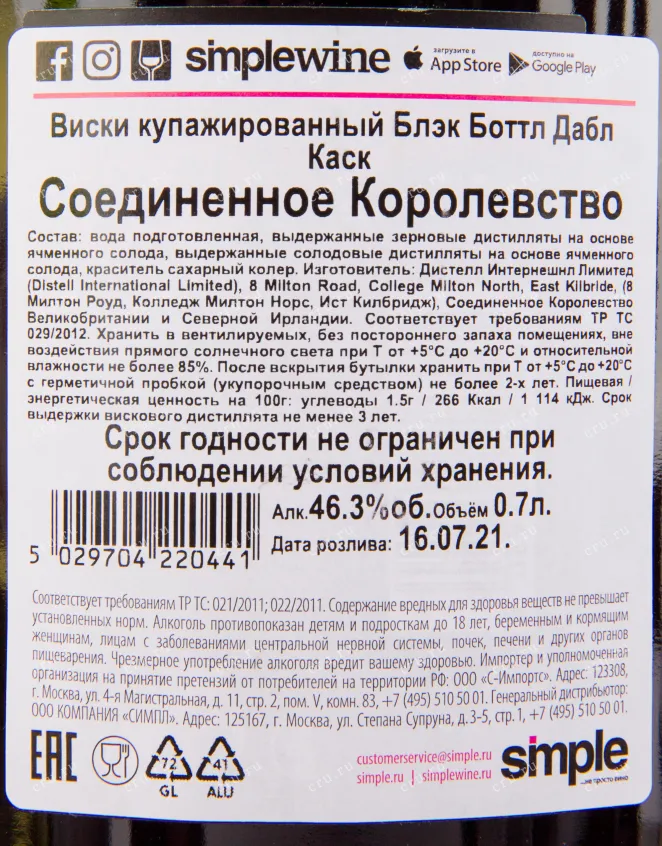 simplewine
загрузите в
App Store
доступно на
Google Play
Виски купажированный Блэк Боттл Дабл
Каск
Соединенное Королевство
Состав: вода подготовленная, выдержанные зерновые дистилляты на основе
ячменного солода, выдержанные солодовые дистилляты на основе ячменного
солода, краситель сахарный колер. Изготовитель: Дистелл Интернешнл Лимитед
(Distell International Limited), 8 Milton Road, College Milton North, East Kilbride, (8
Милтон Роуд, Колледж Милтон Норс, Ист Килбридж), Соединенное Королевство
Великобритании и Северной Ирландии. Соответствует требованиям ТР ТС
029/2012. Хранить в вентилируемых, без постороннего запаха помещениях, вне
воздействия прямого солнечного света при Т от +5°С до +20°С и относительной
влажности не более 85%. После вскрытия бутылки хранить при Т от +5°С до +20°С
с герметичной пробкой (укупорочным средством) не более 2-х лет. Пищевая /
энергетическая ценность на 100г: углеводы 1.5г / 266 Ккал / 1 114 кДж. Срок
выдержки вискового дистиллята не менее 3 лет.
Срок годности не ограничен при
соблюдении условий хранения.
Алк.46.3%об.Объём 0.7л.
Дата розлива: 16.07.21.
5 029704 220441
Соответствует требованиям ТР ТС: 021/2011; 022/2011. Содержание вредных для здоровья веществ не превышает
установленных норм. Алкоголь противопоказан детям и подросткам до 18 лет, беременным и кормящим
женщинам, лицам с заболеваниями центральной нервной системы, почек, печени и других органов
пищеварения. Чрезмерное употребление алкоголя вредит вашему здоровью. Импортер и уполномоченная
организация на принятие претензий от потребителей на территории РФ: ООО «С-Импортс». Адрес: 123308,
г. Москва, ул. 4-я Магистральная, д. 11, стр. 2, пом. V, комн. 83, +7 (495) 510 50 01. Генеральный дистрибьютор:
ООО КОМПАНИЯ «СИМПЛ». Адрес: 125167, г. Москва, ул. Степана Супруна, д.3-5, стр.1, +7 (495) 510 50 01.
EAC
72
GL
41
ALU
customerservice@simple.ru
simple.ru | simplewine.ru
simple
...не просто вино
cru.ru